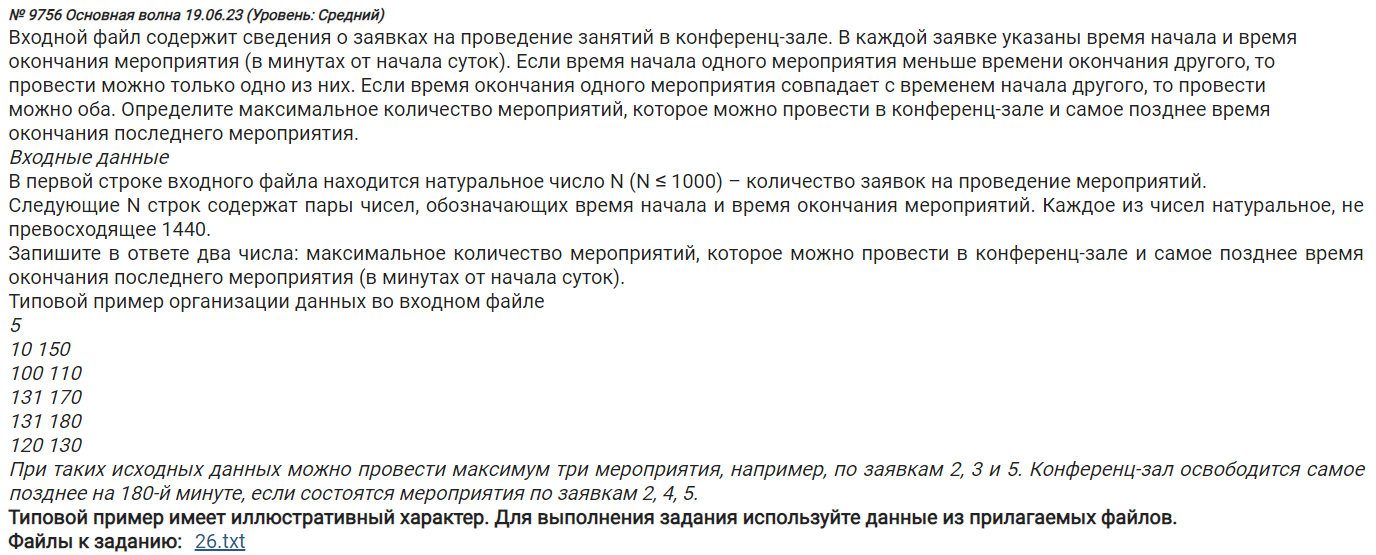 № 9756 Основная волна 19.06.23 (Уровень: Средний)
Входной файл содержит сведения о заявках на проведение занятий в конференц-зале. В каждой заявке указаны время начала и время
окончания мероприятия (в минутах от начала суток). Если время начала одного мероприятия меньше времени окончания другого, то
провести можно только одно из них. Если время окончания одного мероприятия совпадает с временем начала другого, то провести
можно оба. Определите максимальное количество мероприятий, которое можно провести в конференц-зале и самое позднее время
окончания последнего мероприятия.
Входные данные
В первой строке входного файла находится натуральное число N (N ≤ 1000) – количество заявок на проведение мероприятий.
Следующие N строк содержат пары чисел, обозначающих время начала и время окончания мероприятия. Каждое из чисел натуральное, не
превосходящее 1440.
Запишите в ответе два числа: максимальное количество мероприятий, которое можно провести в конференц-зале и самое позднее время
окончания последнего мероприятия (в минутах от начала суток).
Типовой пример организации данных во входном файле
5
10 150
100 110
131 170
131 180
120 130
При таких исходных данных можно провести максимум три мероприятия, например, по заявкам 2, 3 и 5. Конференц-зал освободится самое
позднее на 180-й минуте, если состоятся мероприятия по заявкам 2, 4, 5.
Типовой пример имеет иллюстративный характер. Для выполнения задания используйте данные из прилагаемых файлов.
Файлы к заданию: 26.txt